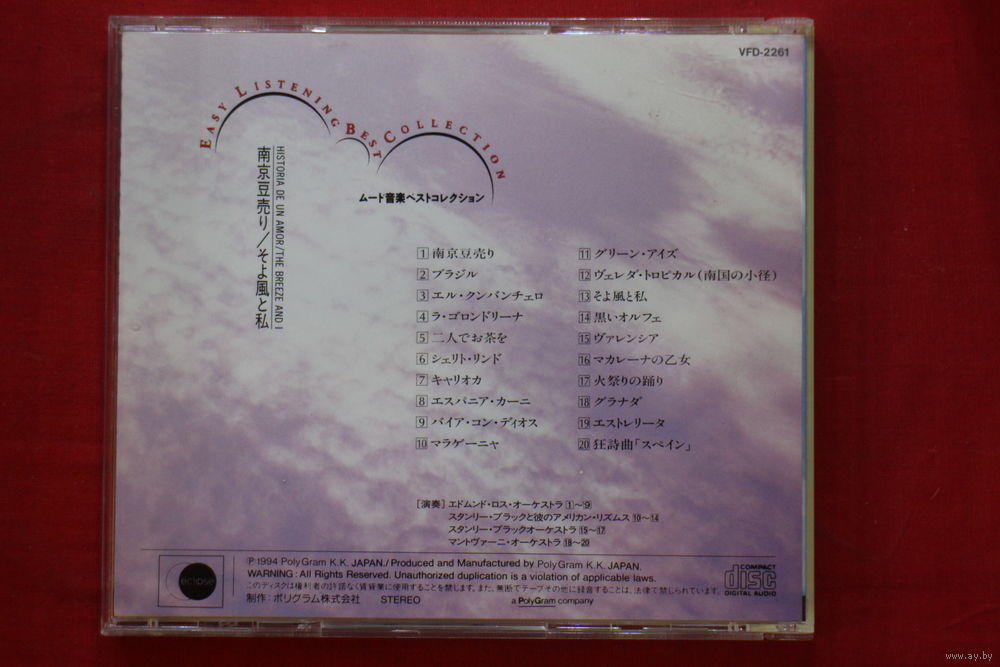 VFD-2261
EASY LISTENING BEST COLLECTION
ムード音楽ベストコレクション
HISTORIA DE UN AMOR/THE BREEZE AND I
南京豆売り/そよ風と私
1 南京豆売り
2 ブラジル
3 エル・クンバンチェロ
4 ラ・ゴロンドリーナ
5 二人でお茶を
6 シェリト・リンド
7 キャリオカ
8 エスパニア・カーニ
9 バイア・コン・ディオス
10 マラゲーニャ
11 グリーン・アイズ
12 ヴェレダ・トロピカル(南国の小径)
13 そよ風と私
14 黒いオルフェ
15 ヴァレンシア
16 マカレーナの乙女
17 火祭りの踊り
18 グラナダ
19 エストレリータ
20 狂詩曲「スペイン」
[演奏] エドムンド・ロス・オーケストラ 1〜9
スタンリー・ブラックと彼のアメリカン・リズムス 10〜14
スタンリー・ブラックオーケストラ 15〜17
マントヴァーニ・オーケストラ 18〜20
eclipse
℗1994 PolyGram K.K. JAPAN./Produced and Manufactured by PolyGram K.K. JAPAN.
WARNING: All Rights Reserved. Unauthorized duplication is a violation of applicable laws.
このディスクは権利者の許諾なく賃貸業に使用することを禁じます。また、無断でテープその他に録音することは、法律で禁じられています。
制作:ポリグラム株式会社 STEREO
a PolyGram company
COMPACT
disc
DIGITAL AUDIO
www.ay.by